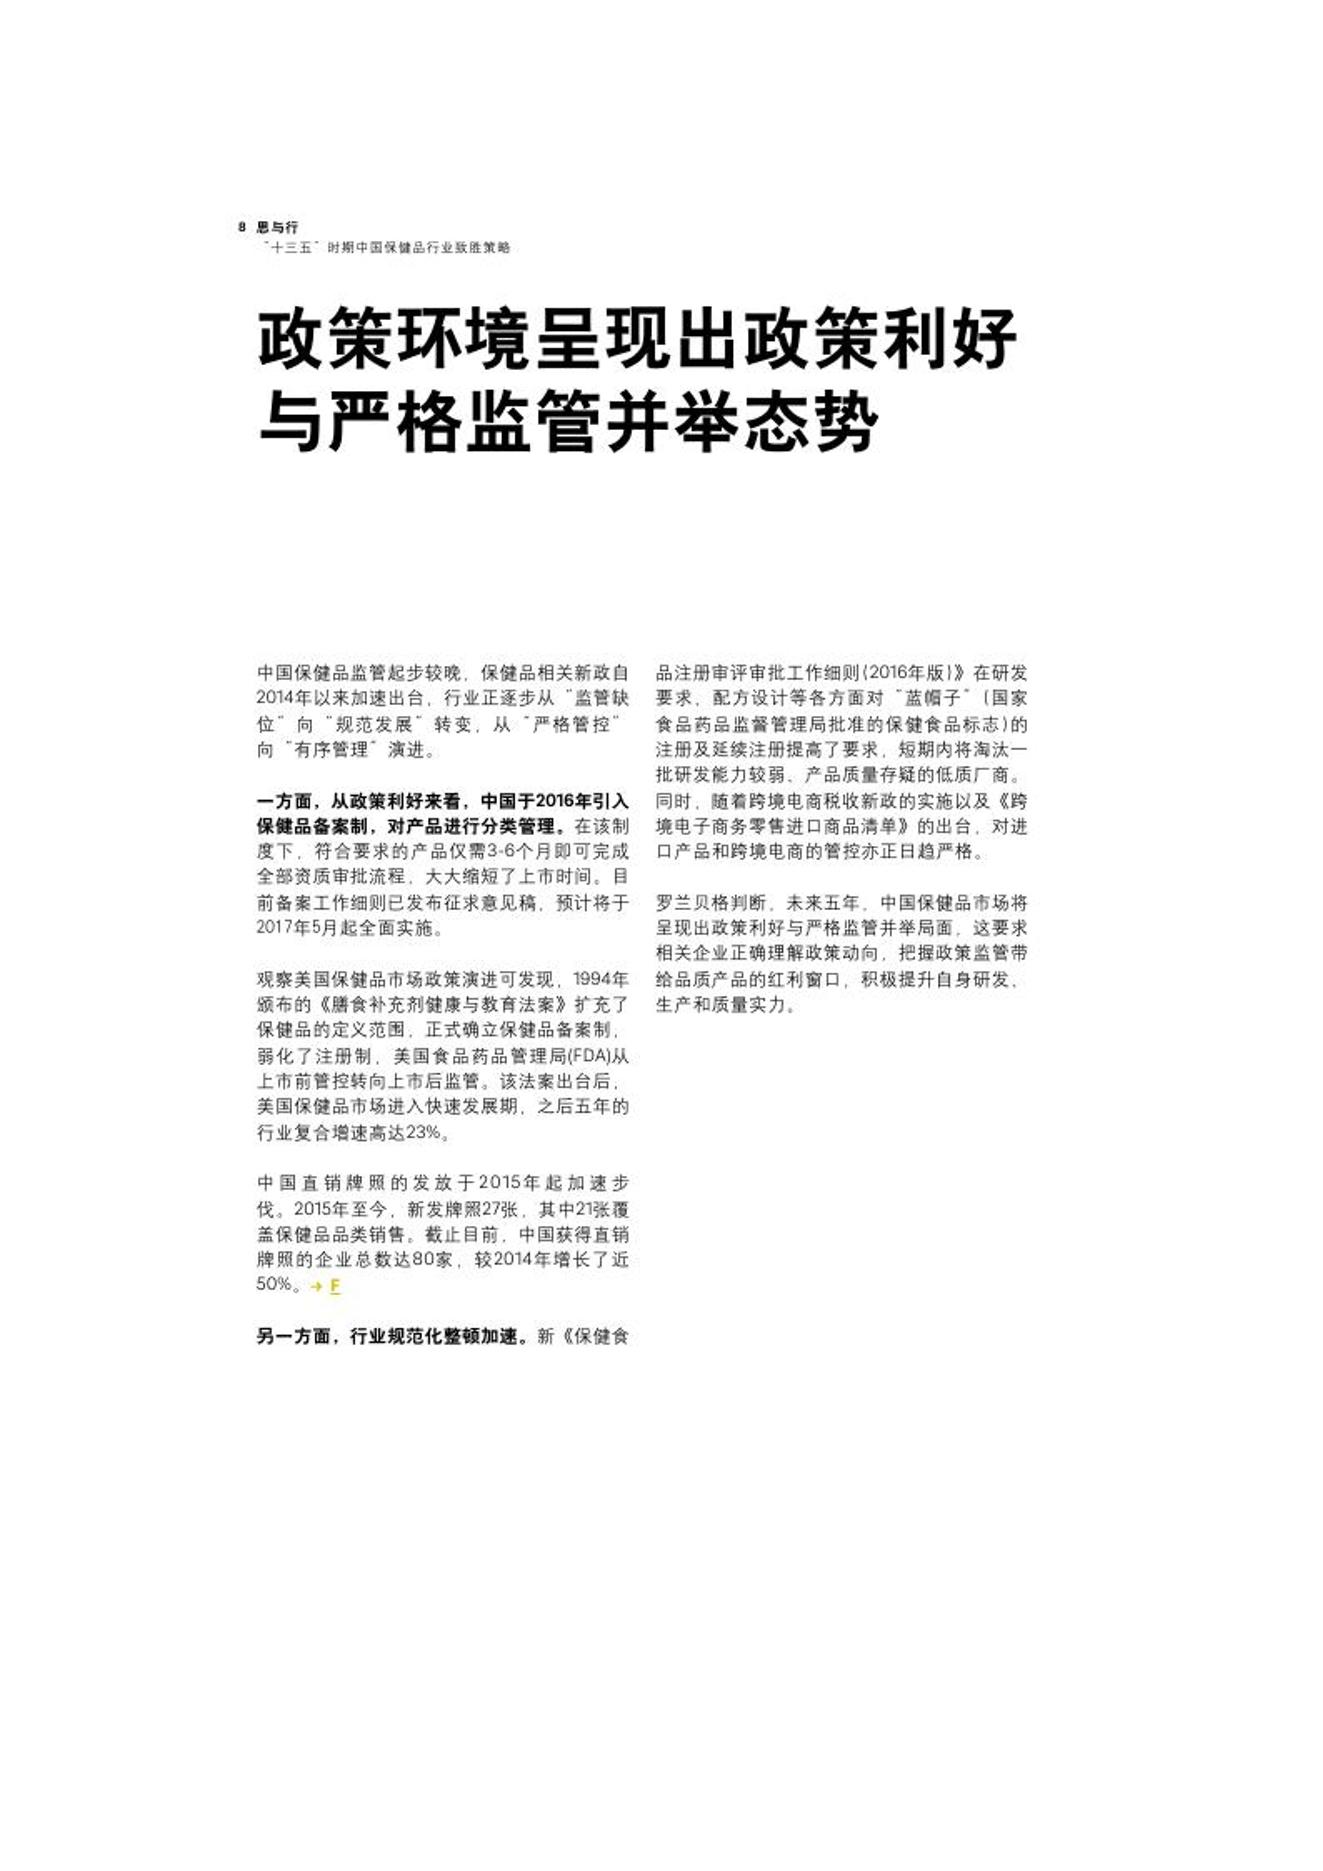 8 思与行
“十三五”时期中国保健品行业致胜策略
政策环境呈现出政策利好
与严格监管并举态势
中国保健品监管起步较晚，保健品相关新政自
2014年以来加速出台，行业正逐步从“监管缺
位”向“规范发展”转变，从“严格管控”
向“有序管理”演进。
一方面，从政策利好来看，中国于2016年引入
保健品备案制，对产品进行分类管理。在该制
度下，符合要求的产品仅需3-6个月即可完成
全部资质审批流程，大大缩短了上市时间。目
前备案工作细则已发布征求意见稿，预计将于
2017年5月起全面实施。
观察美国保健品市场政策演进可发现，1994年
颁布的《膳食补充剂健康与教育法案》扩充了
保健品的定义范围，正式确立保健品备案制，
弱化了注册制，美国食品药品管理局(FDA)从
上市前管控转向上市后监管。该法案出台后，
美国保健品市场进入快速发展期，之后五年的
行业复合增速高达23%。
中国直销牌照的发放于2015年起加速步
伐。2015年至今，新发牌照27张，其中21张覆
盖保健品品类销售。截止目前，中国获得直销
牌照的企业总数达80家，较2014年增长了近
50%。→ F
另一方面，行业规范化整顿加速。新《保健食
品注册审评审批工作细则(2016年版)》在研发
要求、配方设计等各方面对“蓝帽子”(国家
食品药品监督管理局批准的保健食品标志)的
注册及延续注册提高了要求，短期内将淘汰一
批研发能力较弱、产品质量存疑的低质厂商。
同时，随着跨境电商税收新政的实施以及《跨
境电子商务零售进口商品清单》的出台，对进
口产品和跨境电商的管控亦正日趋严格。
罗兰贝格判断，未来五年，中国保健品市场将
呈现出政策利好与严格监管并举局面，这要求
相关企业正确理解政策动向，把握政策监管带
给品质产品的红利窗口，积极提升自身研发、
生产和质量实力。